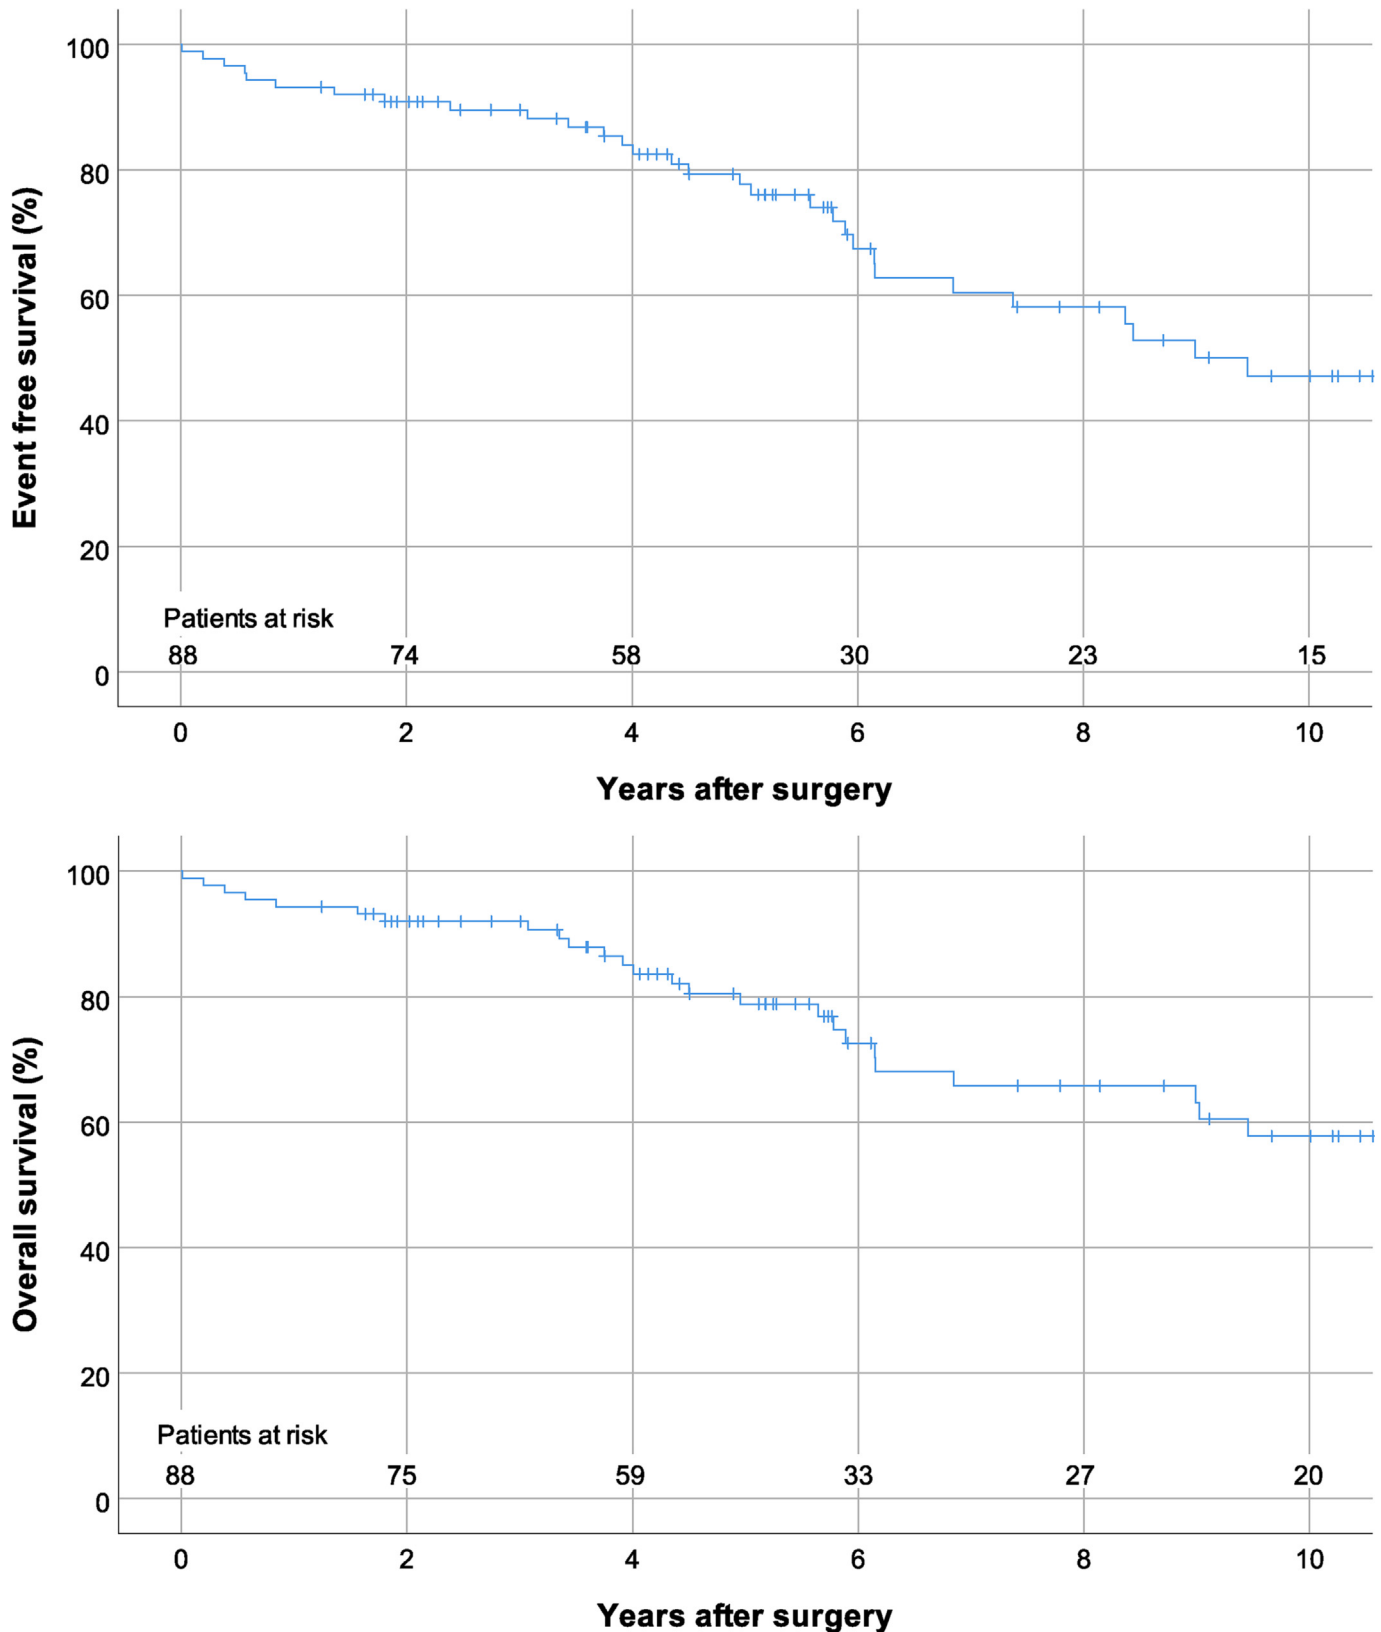 Event free survival (%)
100
80
60
40
20
0
Patients at risk
88 74 58 30 23 15
0 2 4 6 8 10
Years after surgery
Overall survival (%)
100
80
60
40
20
0
Patients at risk
88 75 59 33 27 20
0 2 4 6 8 10
Years after surgery